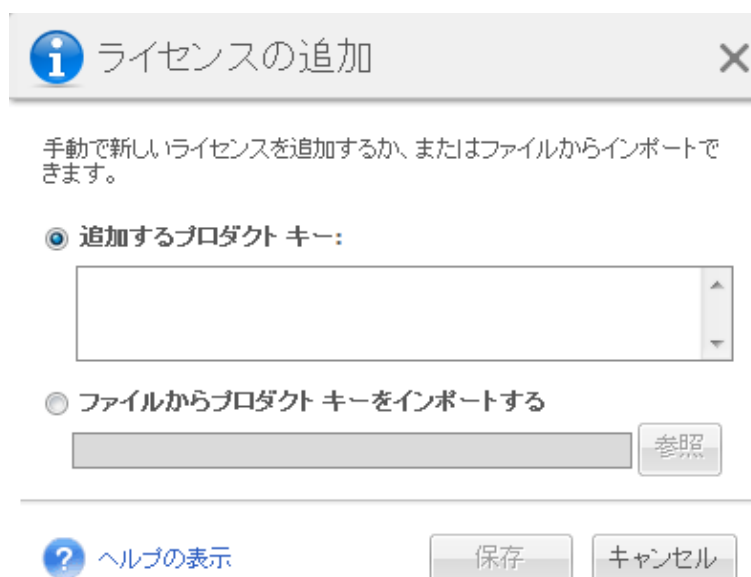 ライセンスの追加
手動で新しいライセンスを追加するか、またはファイルからインポートで
きます。
追加するプロダクト キー:
ファイルからプロダクト キーをインポートする
参照
ヘルプの表示
保存
キャンセル